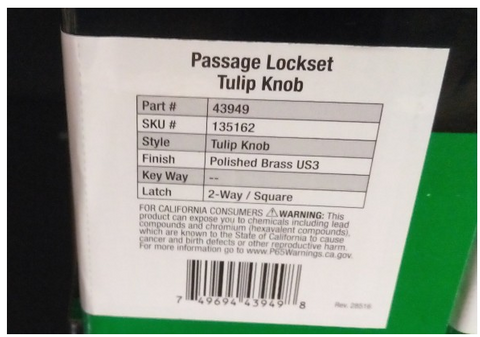 Passage Lockset
Tulip Knob
Part # 43949
SKU # 135162
Style Tulip Knob
Finish Polished Brass US3
Key Way --
Latch 2-Way / Square
FOR CALIFORNIA CONSUMERS ⚠WARNING: This
product can expose you to chemicals including lead
compounds and chromium (hexavalent compounds),
which are known to the State of California to cause
cancer and birth defects or other reproductive harm.
For more information go to www.P65Warnings.ca.gov.
7 49694 43949 8
Rev.